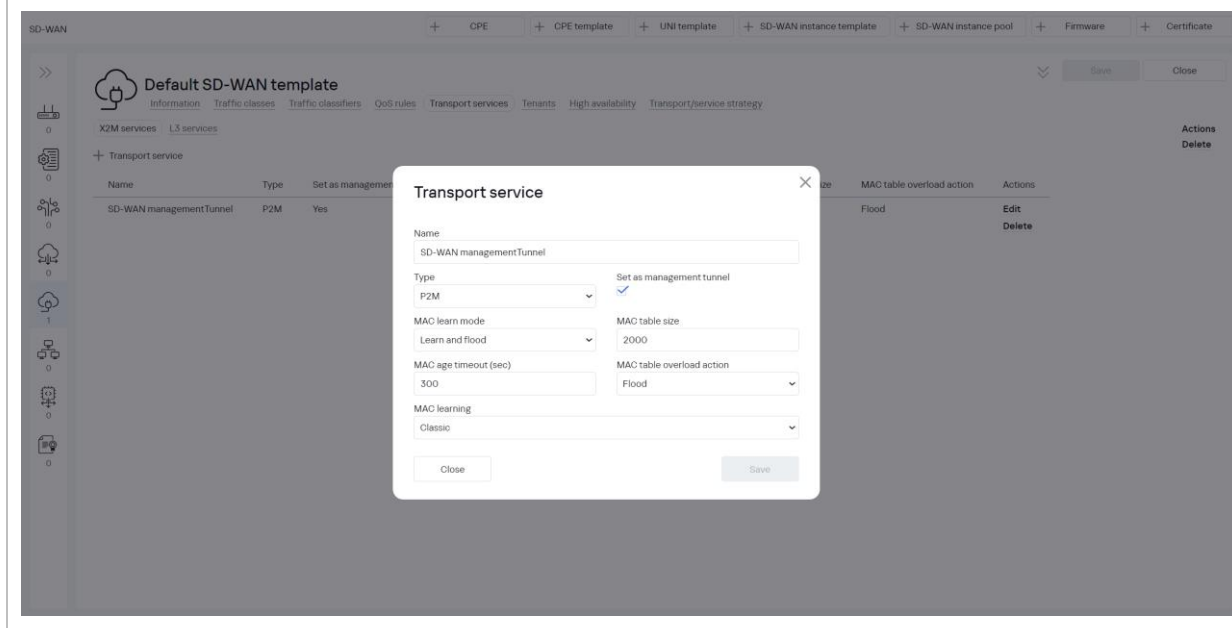 SD-WAN
CPE
CPE template
UNI template
SD-WAN instance template
SD-WAN instance pool
Firmware
Certificate
Default SD-WAN template
Save
Close
Information Traffic classes Traffic classifiers QoS rules Transport services Tenants High availability Transport/service strategy
X2M services L3 services
Actions
Delete
+ Transport service
Name Type Set as managemen ize MAC table overload action Actions
SD-WAN managementTunnel P2M Yes Flood Edit
Delete
0
0
0
0
1
0
0
0
Transport service
Name
SD-WAN managementTunnel
Type Set as management tunnel
P2M
MAC learn mode MAC table size
Learn and flood 2000
MAC age timeout (sec) MAC table overload action
300 Flood
MAC learning
Classic
Close Save